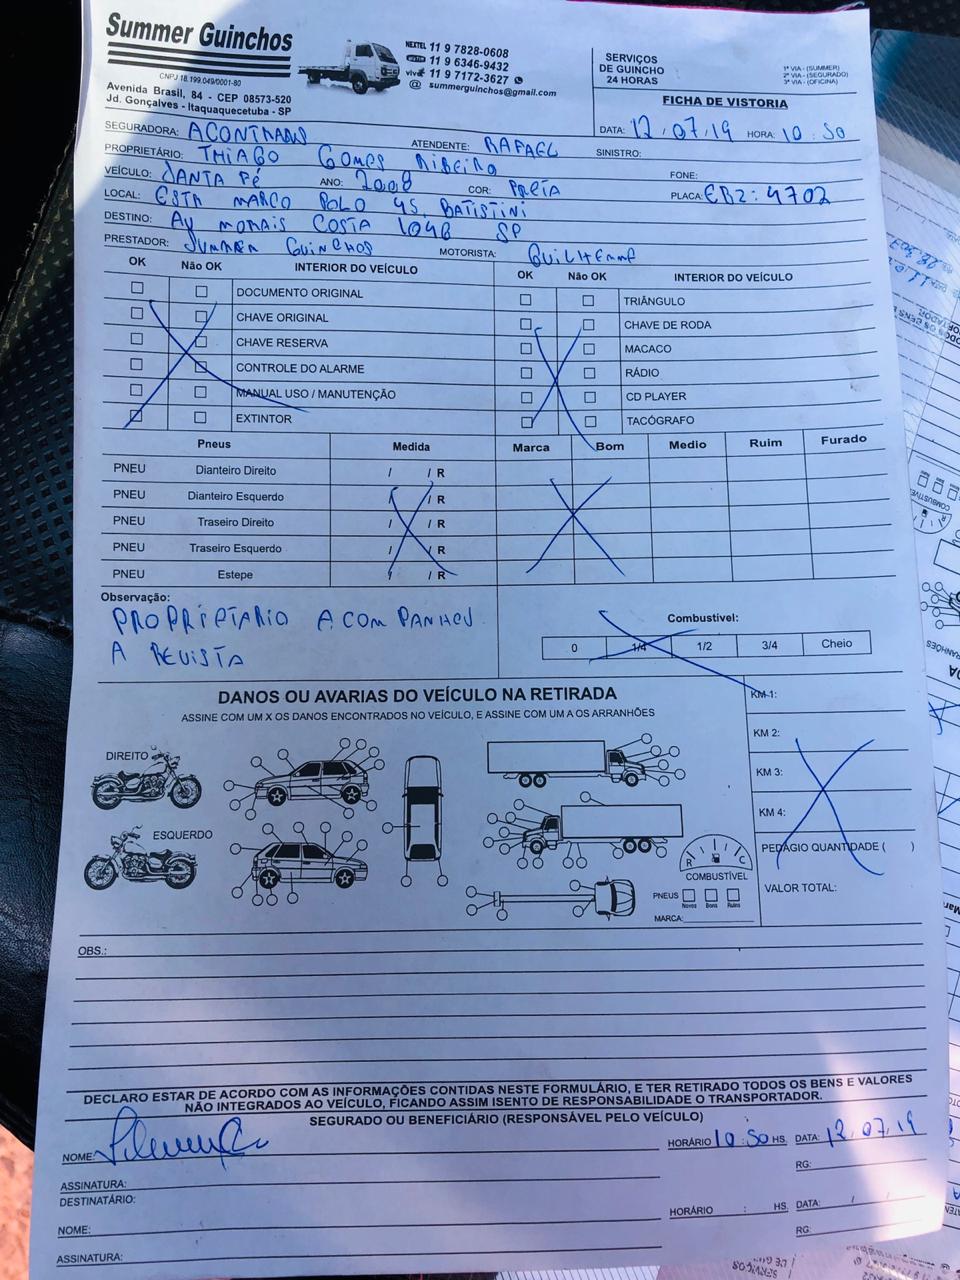 Summer Guinchos
CNPJ 18.199.049/0001-80
Avenida Brasil, 84 - CEP 08573-520
Jd. Gonçalves - Itaquaquecetuba - SP
NEXTEL 11 9 7828-0608
11 9 6346-9432
vivo 11 9 7172-3627
@ summerguinchos@gmail.com
SERVIÇOS
DE GUINCHO
24 HORAS
1ª VIA - (SUMMER)
2ª VIA - (SEGURADO)
3ª VIA - (OFICINA)
FICHA DE VISTORIA
SEGURADORA: ATENDENTE: RAFAEL DATA: 12/07/19 HORA: 10:50
PROPRIETÁRIO: THIAGO GOMES RIBEIRO SINISTRO:
VEÍCULO: SANTA Fé ANO: 2008 COR: PRETA FONE:
LOCAL: ESTA MARCO POLO 45. BATISTINI PLACA: EBZ: 4702
DESTINO: AV MORAIS COSTA 1048 SP
PRESTADOR: SUMMER GUINCHOS MOTORISTA: GUILHERME
OK Não OK INTERIOR DO VEÍCULO OK Não OK INTERIOR DO VEÍCULO
DOCUMENTO ORIGINAL TRIÂNGULO
CHAVE ORIGINAL CHAVE DE RODA
CHAVE RESERVA MACACO
CONTROLE DO ALARME RÁDIO
MANUAL USO / MANUTENÇÃO CD PLAYER
EXTINTOR TACÓGRAFO
Pneus Medida Marca Bom Medio Ruim Furado
PNEU Dianteiro Direito / / R
PNEU Dianteiro Esquerdo / / R
PNEU Traseiro Direito / / R
PNEU Traseiro Esquerdo / / R
PNEU Estepe / / R
Observação:
PROPRIETARIO ACOMPANHOU
A REVISTA
Combustível:
0 1/4 1/2 3/4 Cheio
DANOS OU AVARIAS DO VEÍCULO NA RETIRADA
ASSINE COM UM X OS DANOS ENCONTRADOS NO VEÍCULO, E ASSINE COM UM A OS ARRANHÕES
KM 1:
KM 2:
KM 3:
KM 4:
PEDÁGIO QUANTIDADE ( )
VALOR TOTAL:
DIREITO
ESQUERDO
R C
COMBUSTÍVEL
PNEUS
Novos Bons Ruins
MARCA:
OBS.:
DECLARO ESTAR DE ACORDO COM AS INFORMAÇÕES CONTIDAS NESTE FORMULÁRIO, E TER RETIRADO TODOS OS BENS E VALORES
NÃO INTEGRADOS AO VEÍCULO, FICANDO ASSIM ISENTO DE RESPONSABILIDADE O TRANSPORTADOR.
SEGURADO OU BENEFICIÁRIO (RESPONSÁVEL PELO VEÍCULO)
NOME: HORÁRIO 10:50 HS. DATA: 12/07/19
ASSINATURA: RG:
DESTINATÁRIO:
NOME: HORÁRIO : HS. DATA: / /
ASSINATURA: RG: